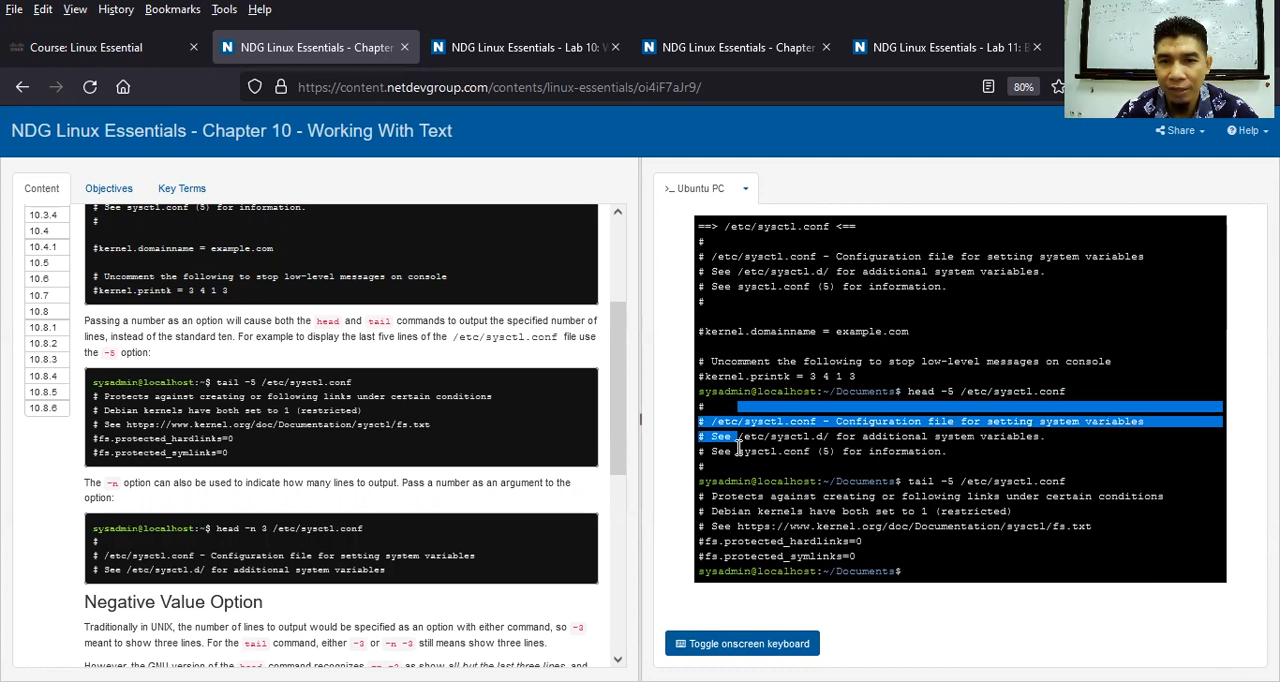 File Edit View History Bookmarks Tools Help
Course: Linux Essential
NDG Linux Essentials - Chapter
NDG Linux Essentials - Lab 10:
NDG Linux Essentials - Chapter
NDG Linux Essentials - Lab 11:
https://content.netdevgroup.com/contents/linux-essentials/oi4iF7aJr9/
80%
NDG Linux Essentials - Chapter 10 - Working With Text
Share
Help
Content Objectives Key Terms
10.3.4
10.4
10.4.1
10.5
10.6
10.7
10.8
10.8.1
10.8.2
10.8.3
10.8.4
10.8.5
10.8.6
# See sysctl.conf (5) for information.
#
#kernel.domainname = example.com
# Uncomment the following to stop low-level messages on console
#kernel.printk = 3 4 1 3
Passing a number as an option will cause both the head and tail commands to output the specified number of
lines, instead of the standard ten. For example to display the last five lines of the /etc/sysctl.conf file use
the -5 option:
sysadmin@localhost:~$ tail -5 /etc/sysctl.conf
# Protects against creating or following links under certain conditions
# Debian kernels have both set to 1 (restricted)
# See https://www.kernel.org/doc/Documentation/sysctl/fs.txt
#fs.protected_hardlinks=0
#fs.protected_symlinks=0
The -n option can also be used to indicate how many lines to output. Pass a number as an argument to the
option:
sysadmin@localhost:~$ head -n 3 /etc/sysctl.conf
#
# /etc/sysctl.conf - Configuration file for setting system variables
# See /etc/sysctl.d/ for additional system variables
Negative Value Option
Traditionally in UNIX, the number of lines to output would be specified as an option with either command, so -3
meant to show three lines. For the tail command, either -3 or -n -3 still means show three lines.
However, the GNU version of the head command recognizes -n -3 as show all but the last three lines, and
>_ Ubuntu PC
==> /etc/sysctl.conf <==
#
# /etc/sysctl.conf - Configuration file for setting system variables
# See /etc/sysctl.d/ for additional system variables.
# See sysctl.conf (5) for information.
#
#kernel.domainname = example.com
# Uncomment the following to stop low-level messages on console
#kernel.printk = 3 4 1 3
sysadmin@localhost:~/Documents$ head -5 /etc/sysctl.conf
#
# /etc/sysctl.conf - Configuration file for setting system variables
# See /etc/sysctl.d/ for additional system variables.
# See sysctl.conf (5) for information.
#
sysadmin@localhost:~/Documents$ tail -5 /etc/sysctl.conf
# Protects against creating or following links under certain conditions
# Debian kernels have both set to 1 (restricted)
# See https://www.kernel.org/doc/Documentation/sysctl/fs.txt
#fs.protected_hardlinks=0
#fs.protected_symlinks=0
sysadmin@localhost:~/Documents$
Toggle onscreen keyboard